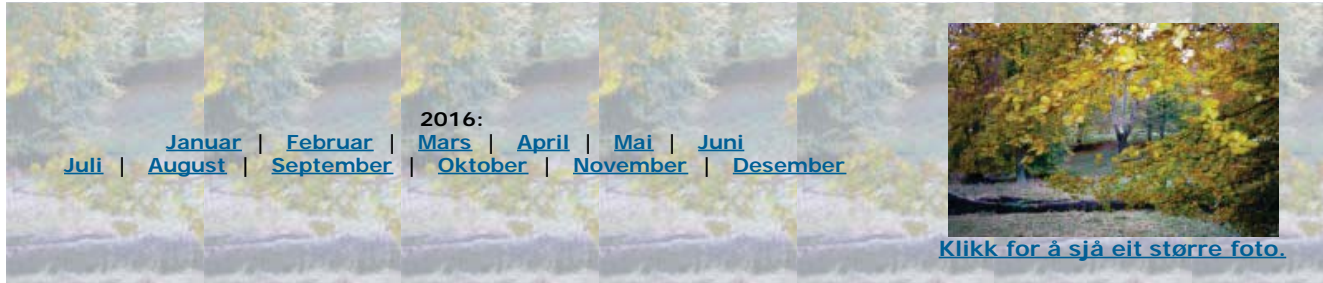 2016:
Januar | Februar | Mars | April | Mai | Juni
Juli | August | September | Oktober | November | Desember
Klikk for å sjå eit større foto.